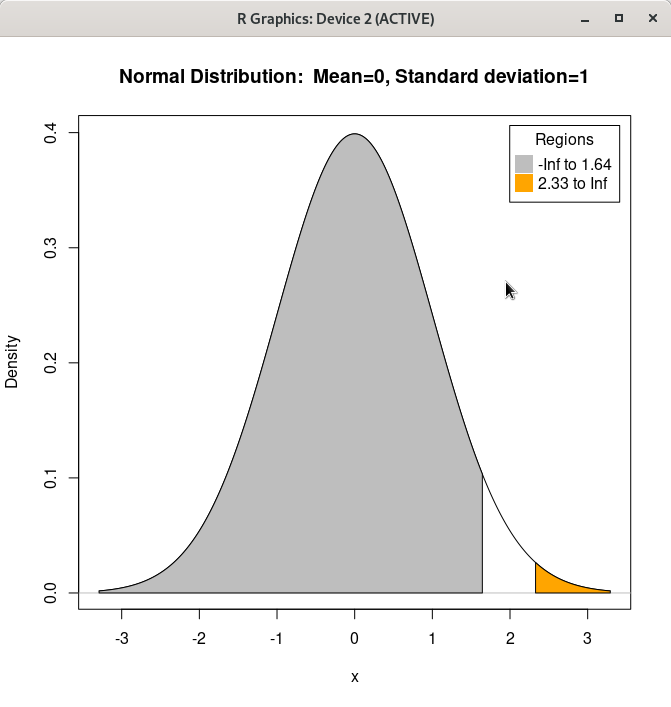 R Graphics: Device 2 (ACTIVE)
Normal Distribution:  Mean=0, Standard deviation=1
Regions
-Inf to 1.64
2.33 to Inf
Density
0.4
0.3
0.2
0.1
0.0
-3 -2 -1 0 1 2 3
x